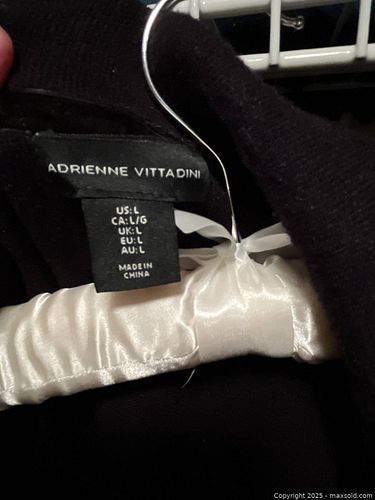 ADRIENNE VITTADINI
US: L
CA: L/G
UK: L
EU: L
AU: L
MADE IN
CHINA
Copyright 2025 - maxsold.com